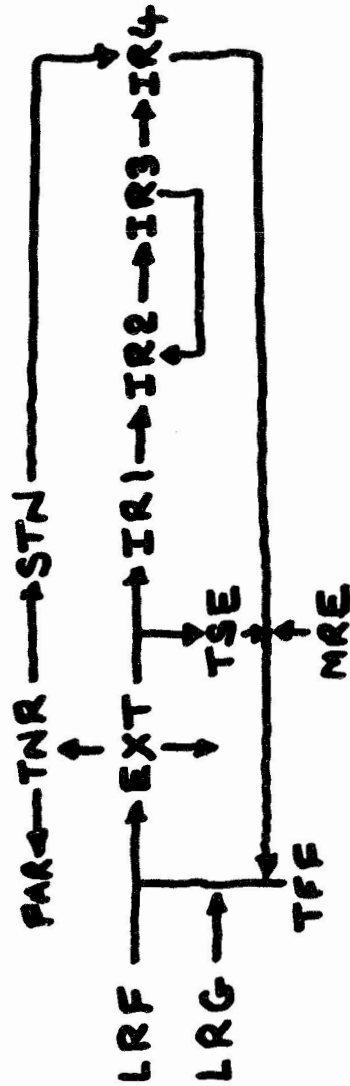 PAR TNR STN
LRF EXT IR1 IR2 IR3 IR4
LRG TSE
TFF MRE